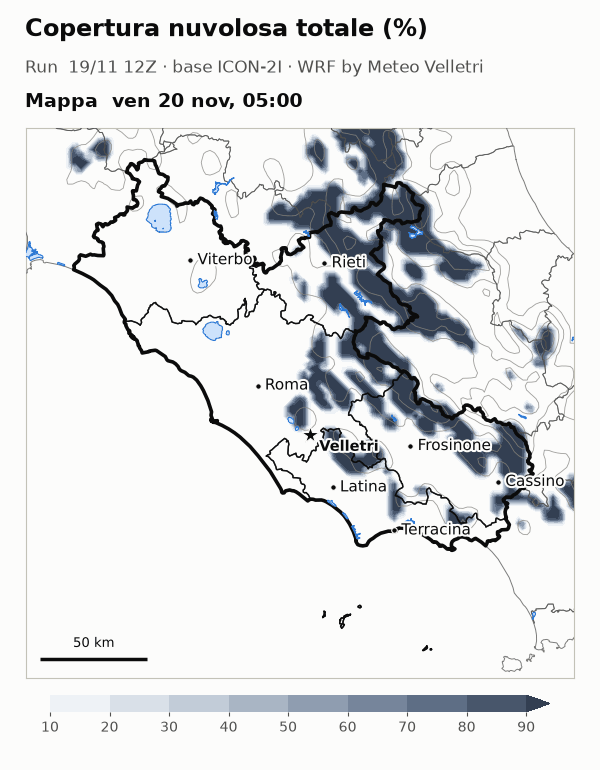 Copertura nuvolosa totale (%)
Run  19/11 12Z · base ICON-2I · WRF by Meteo Velletri
Mappa  ven 20 nov, 05:00
Viterbo
Rieti
Roma
Velletri
Frosinone
Latina
Cassino
Terracina
50 km
10 20 30 40 50 60 70 80 90